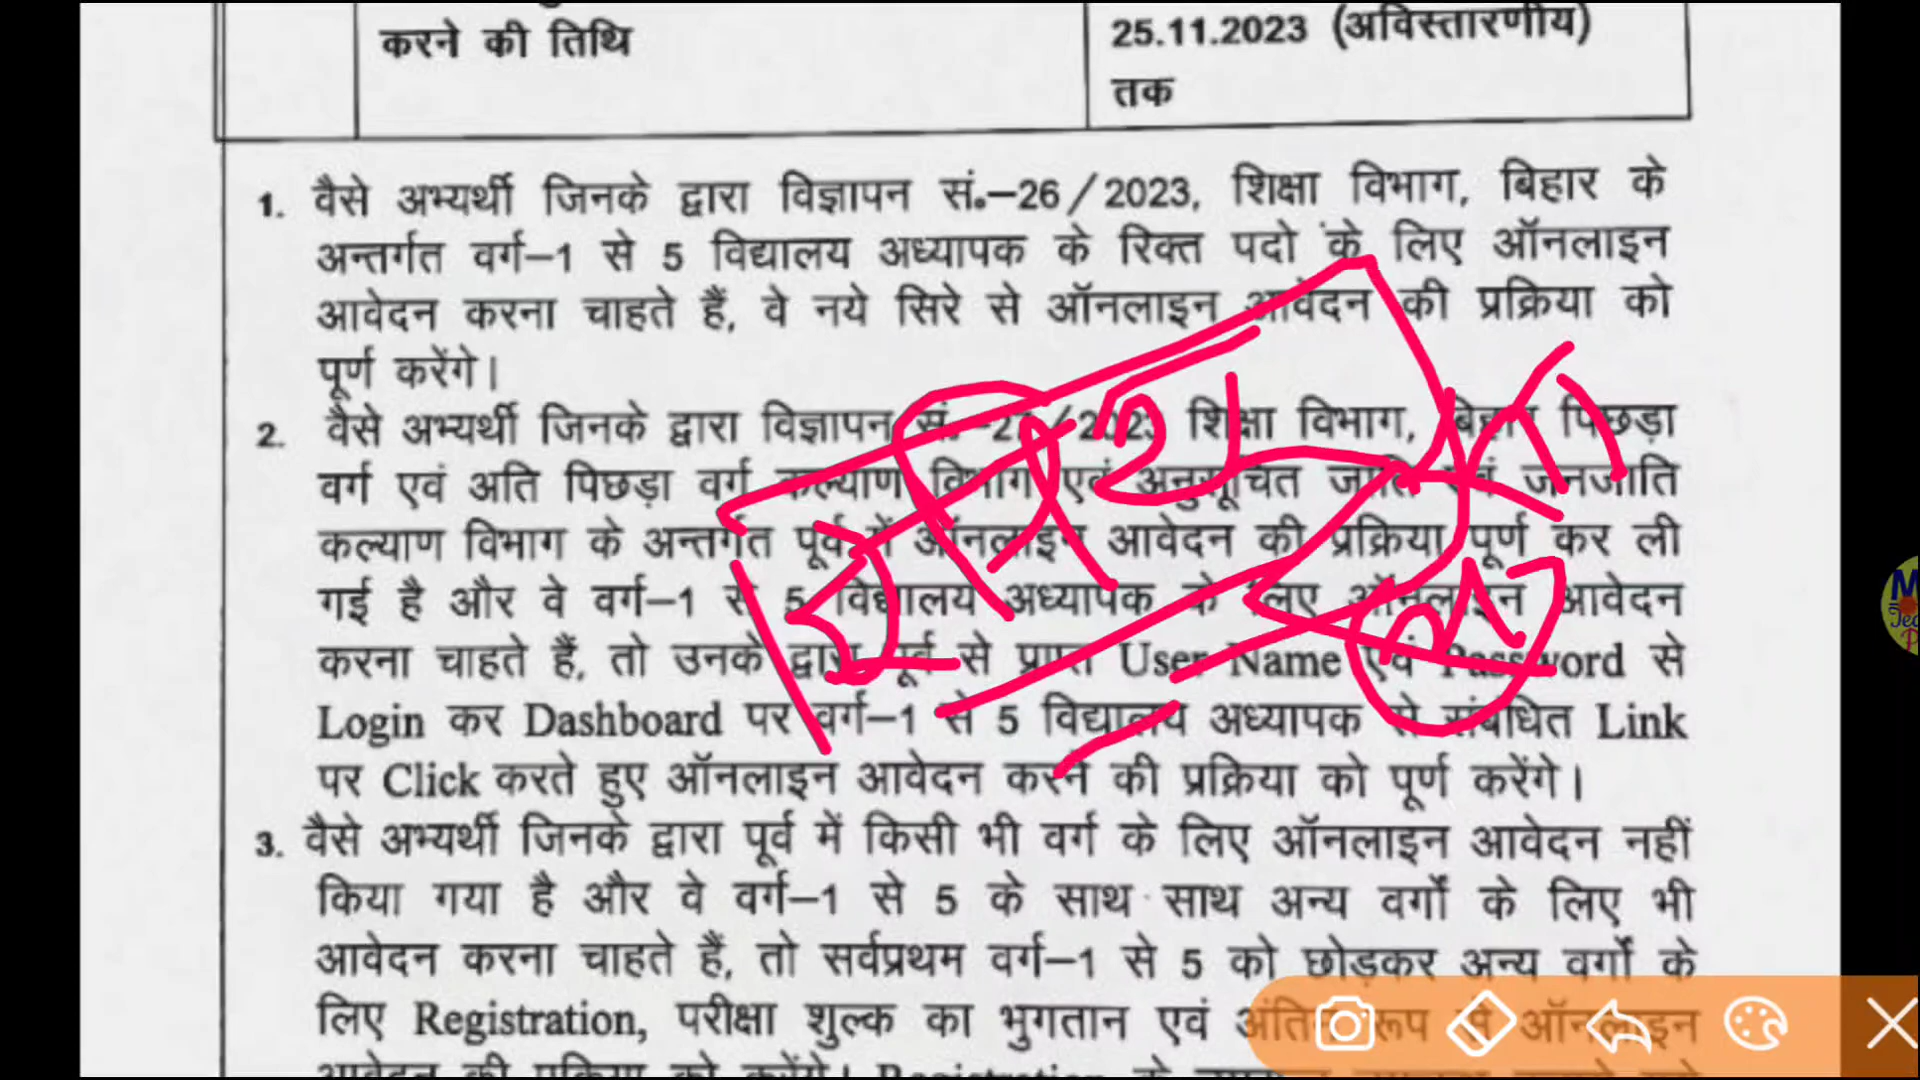 करने की तिथि
25.11.2023 (अविस्तारणीय)
तक
1. वैसे अभ्यर्थी जिनके द्वारा विज्ञापन सं.–26/2023, शिक्षा विभाग, बिहार के
अन्तर्गत वर्ग–1 से 5 विद्यालय अध्यापक के रिक्त पदो के लिए ऑनलाइन
आवेदन करना चाहते हैं, वे नये सिरे से ऑनलाइन आवेदन की प्रक्रिया को
पूर्ण करेंगे।
2. वैसे अभ्यर्थी जिनके द्वारा विज्ञापन सं. शिक्षा विभाग, बिहार पिछड़ा
वर्ग एवं अति पिछड़ा वर्ग कल्याण विभाग एवं अनुसूचित जाति एवं जनजाति
कल्याण विभाग के अन्तर्गत पूर्व में ऑनलाइन आवेदन की प्रक्रिया पूर्ण कर ली
गई है और वे वर्ग–1 से 5 विद्यालय अध्यापक के लिए ऑनलाइन आवेदन
करना चाहते हैं, तो उनके द्वारा पूर्व से प्राप्त User Name एवं Password से
Login कर Dashboard पर वर्ग–1 से 5 विद्यालय अध्यापक से संबंधित Link
पर Click करते हुए ऑनलाइन आवेदन करने की प्रक्रिया को पूर्ण करेंगे।
3. वैसे अभ्यर्थी जिनके द्वारा पूर्व में किसी भी वर्ग के लिए ऑनलाइन आवेदन नहीं
किया गया है और वे वर्ग–1 से 5 के साथ साथ अन्य वर्गों के लिए भी
आवेदन करना चाहते हैं, तो सर्वप्रथम वर्ग–1 से 5 को छोड़कर अन्य वर्गों के
लिए Registration, परीक्षा शुल्क का भुगतान एवं अंतिम रूप से ऑनलाइन